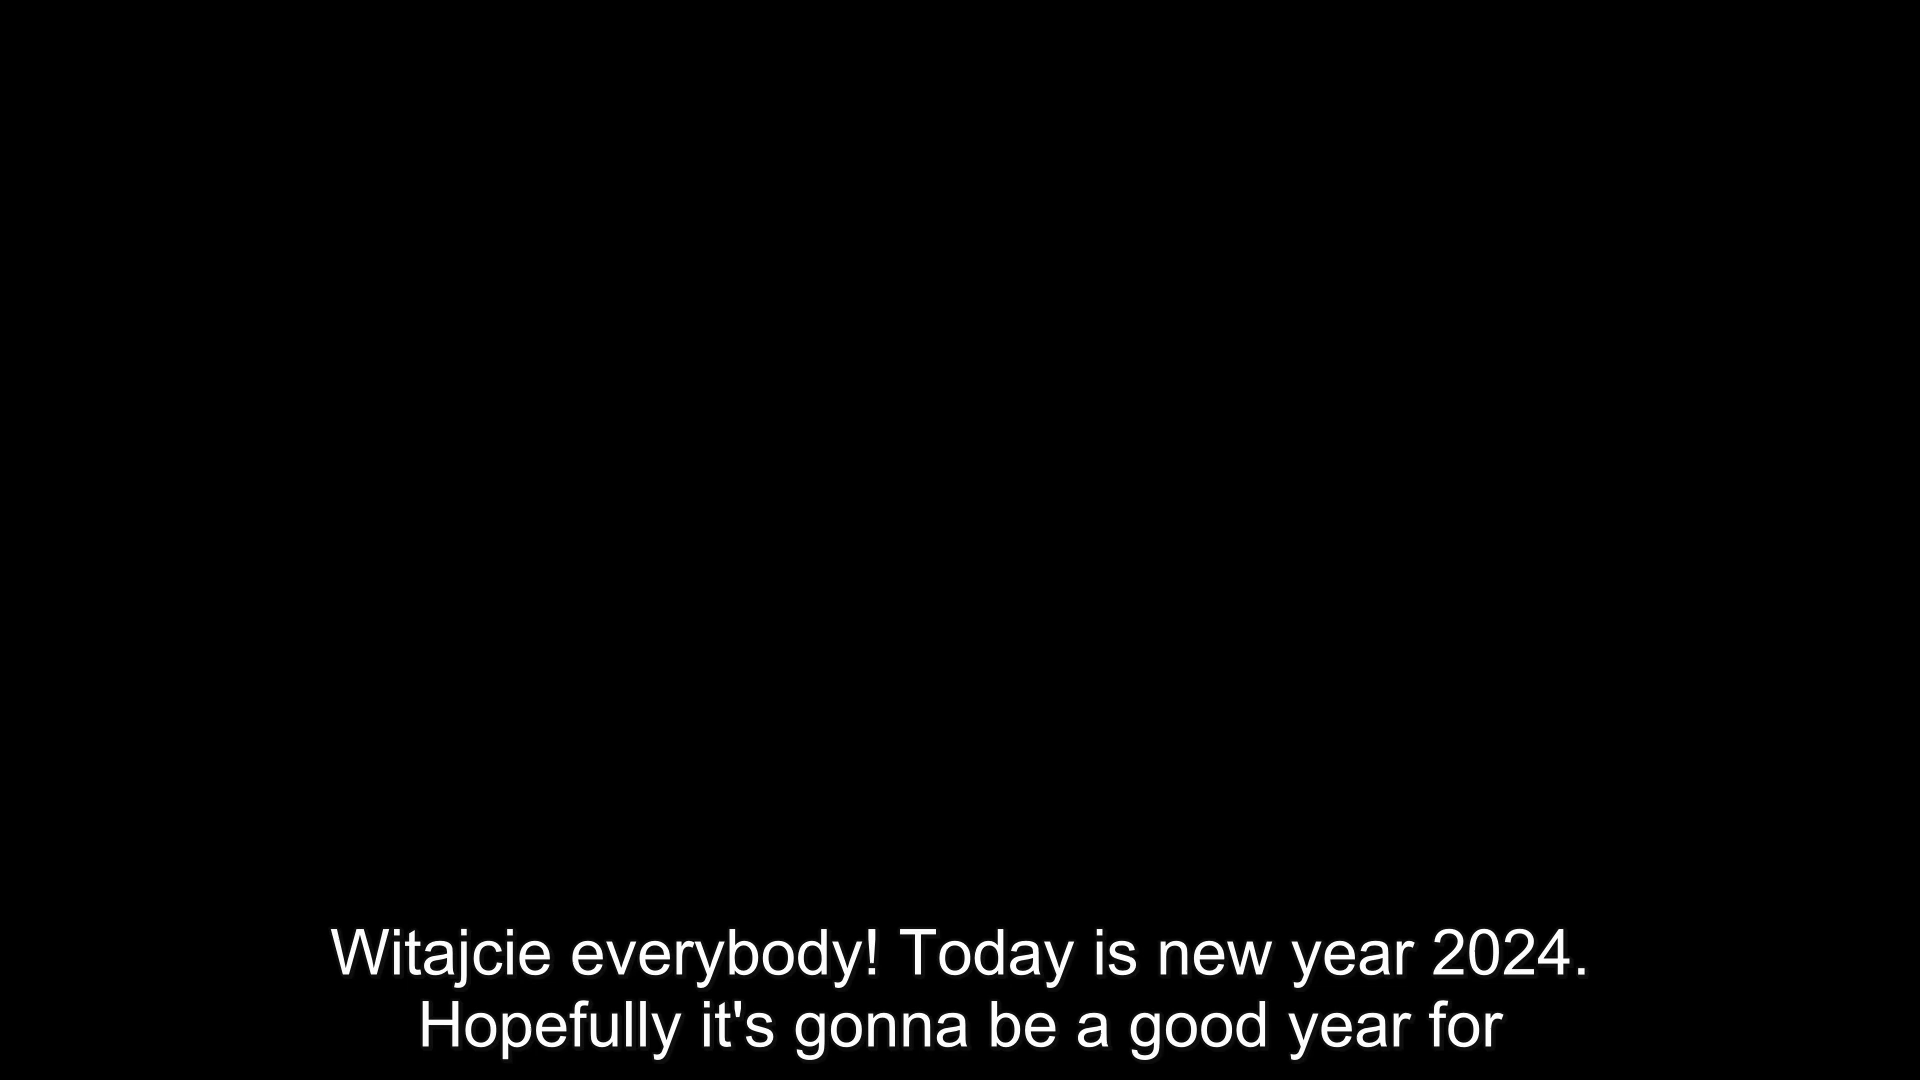 Witajcie everybody! Today is new year 2024.
Hopefully it's gonna be a good year for